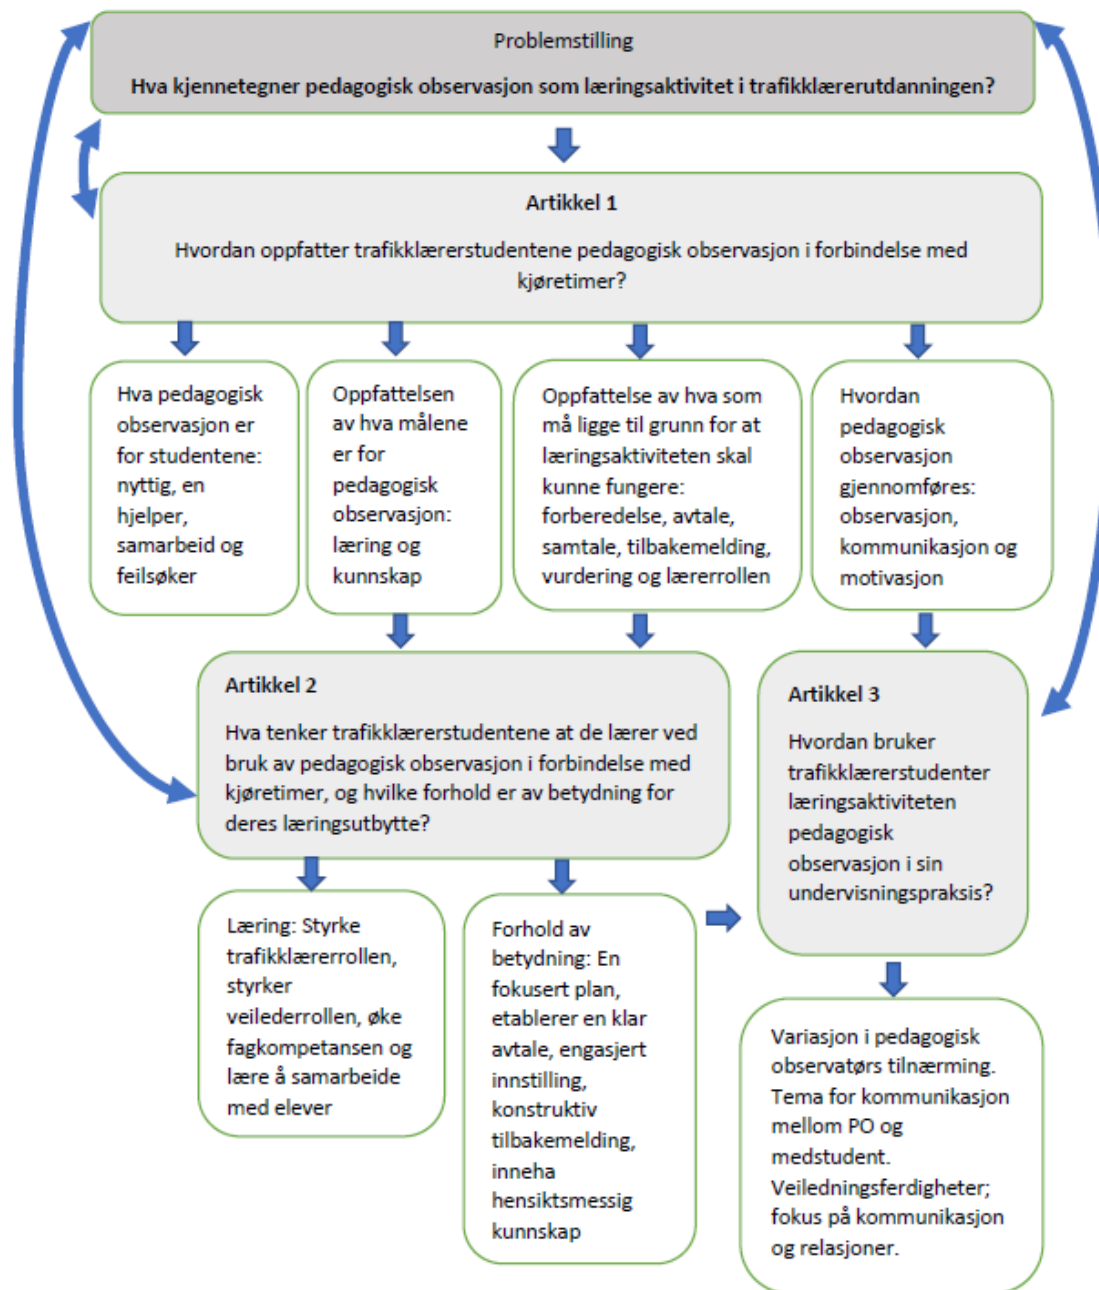 Problemstilling
Hva kjennetegner pedagogisk observasjon som læringsaktivitet i trafikklærerutdanningen?
Artikkel 1
Hvordan oppfatter trafikklærerstudentene pedagogisk observasjon i forbindelse med
kjøretimer?
Hva pedagogisk
observasjon er
for studentene:
nyttig, en
hjelper,
samarbeid og
feilsøker
Oppfattelsen
av hva målene
er for
pedagogisk
observasjon:
læring og
kunnskap
Oppfattelse av hva som
må ligge til grunn for at
læringsaktiviteten skal
kunne fungere:
forberedelse, avtale,
samtale, tilbakemelding,
vurdering og lærerrollen
Hvordan
pedagogisk
observasjon
gjennomføres:
observasjon,
kommunikasjon og
motivasjon
Artikkel 2
Hva tenker trafikklærerstudentene at de lærer ved
bruk av pedagogisk observasjon i forbindelse med
kjøretimer, og hvilke forhold er av betydning for
deres læringsutbytte?
Artikkel 3
Hvordan bruker
trafikklærerstudenter
læringsaktiviteten
pedagogisk
observasjon i sin
undervisningspraksis?
Læring: Styrke
trafikklærerrollen,
styrker
veilederrollen, øke
fagkompetansen og
lære å samarbeide
med elever
Forhold av
betydning: En
fokusert plan,
etablerer en klar
avtale, engasjert
innstilling,
konstruktiv
tilbakemelding,
inneha
hensiktsmessig
kunnskap
Variasjon i pedagogisk
observatørs tilnærming.
Tema for kommunikasjon
mellom PO og
medstudent.
Veiledningsferdigheter;
fokus på kommunikasjon
og relasjoner.